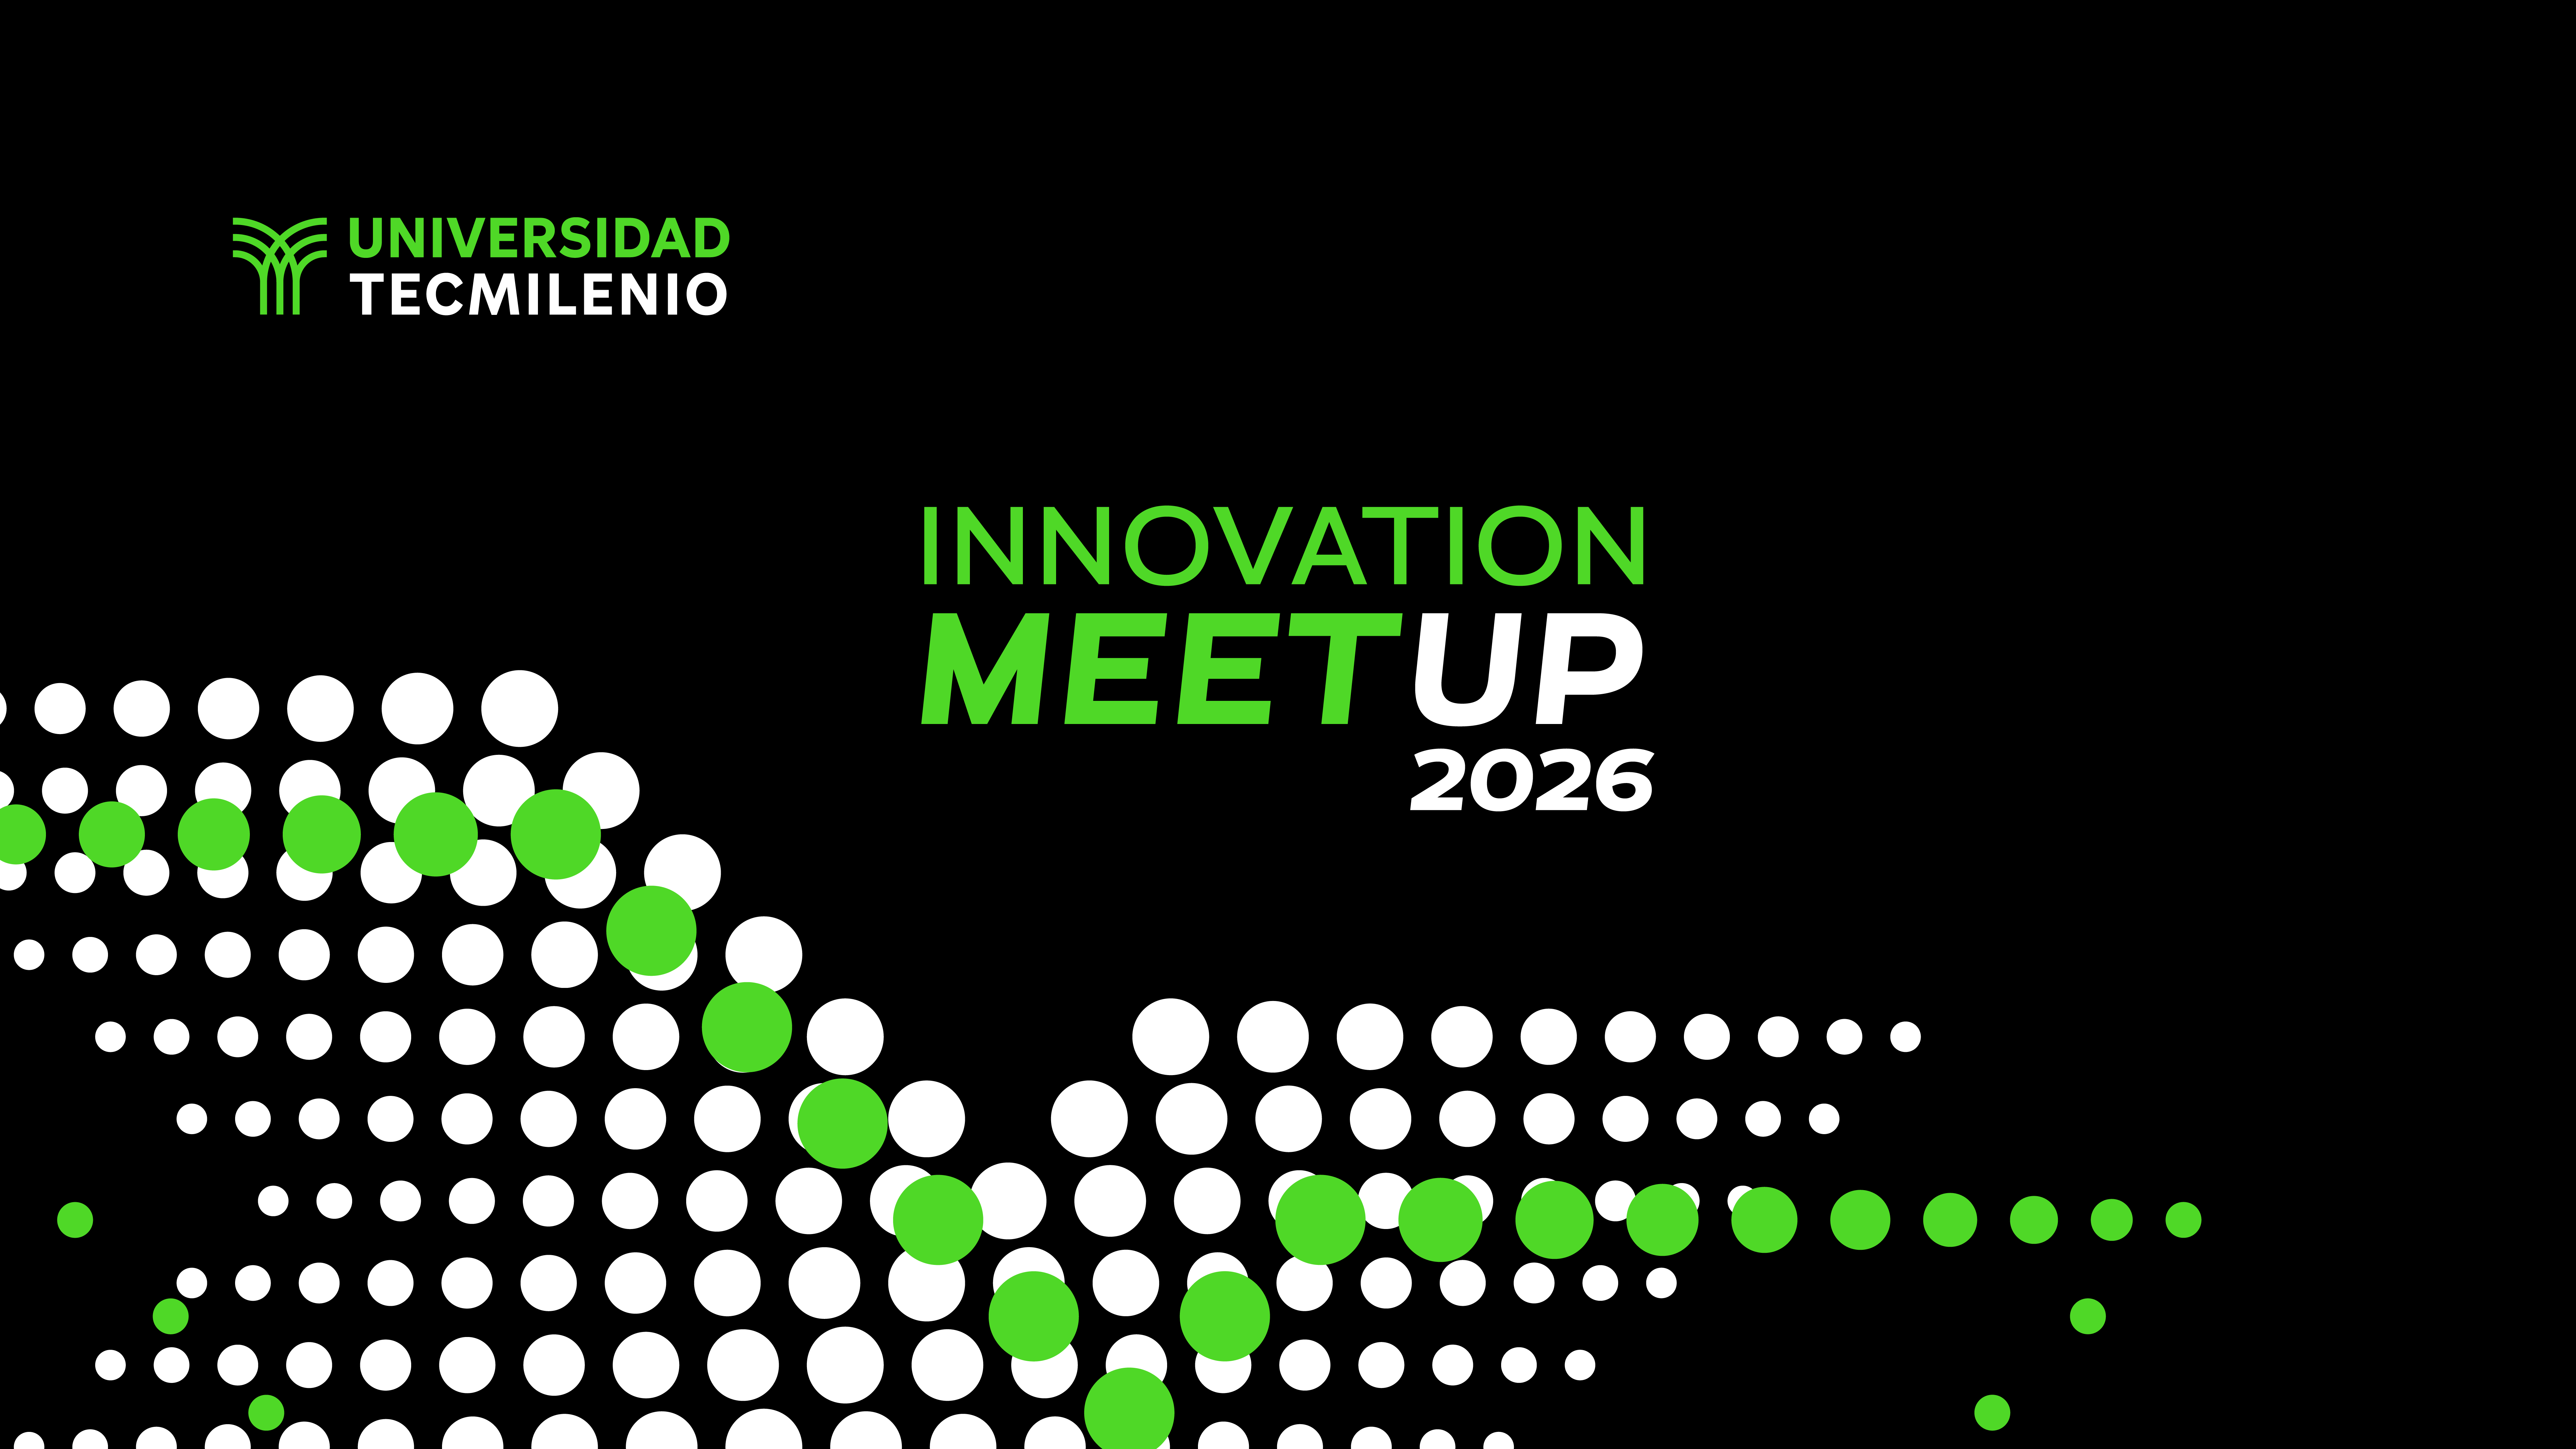 UNIVERSIDAD
TECMILENIO
INNOVATION
MEETUP
2026